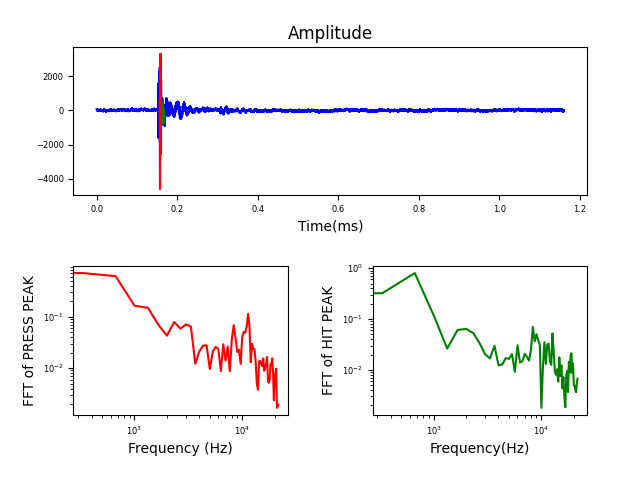 Amplitude
2000
0
−2000
−4000
0.0 0.2 0.4 0.6 0.8 1.0 1.2
Time(ms)
FFT of PRESS PEAK
10⁻¹
10⁻²
10³ 10⁴
Frequency (Hz)
FFT of HIT PEAK
10⁰
10⁻¹
10⁻²
10³ 10⁴
Frequency(Hz)